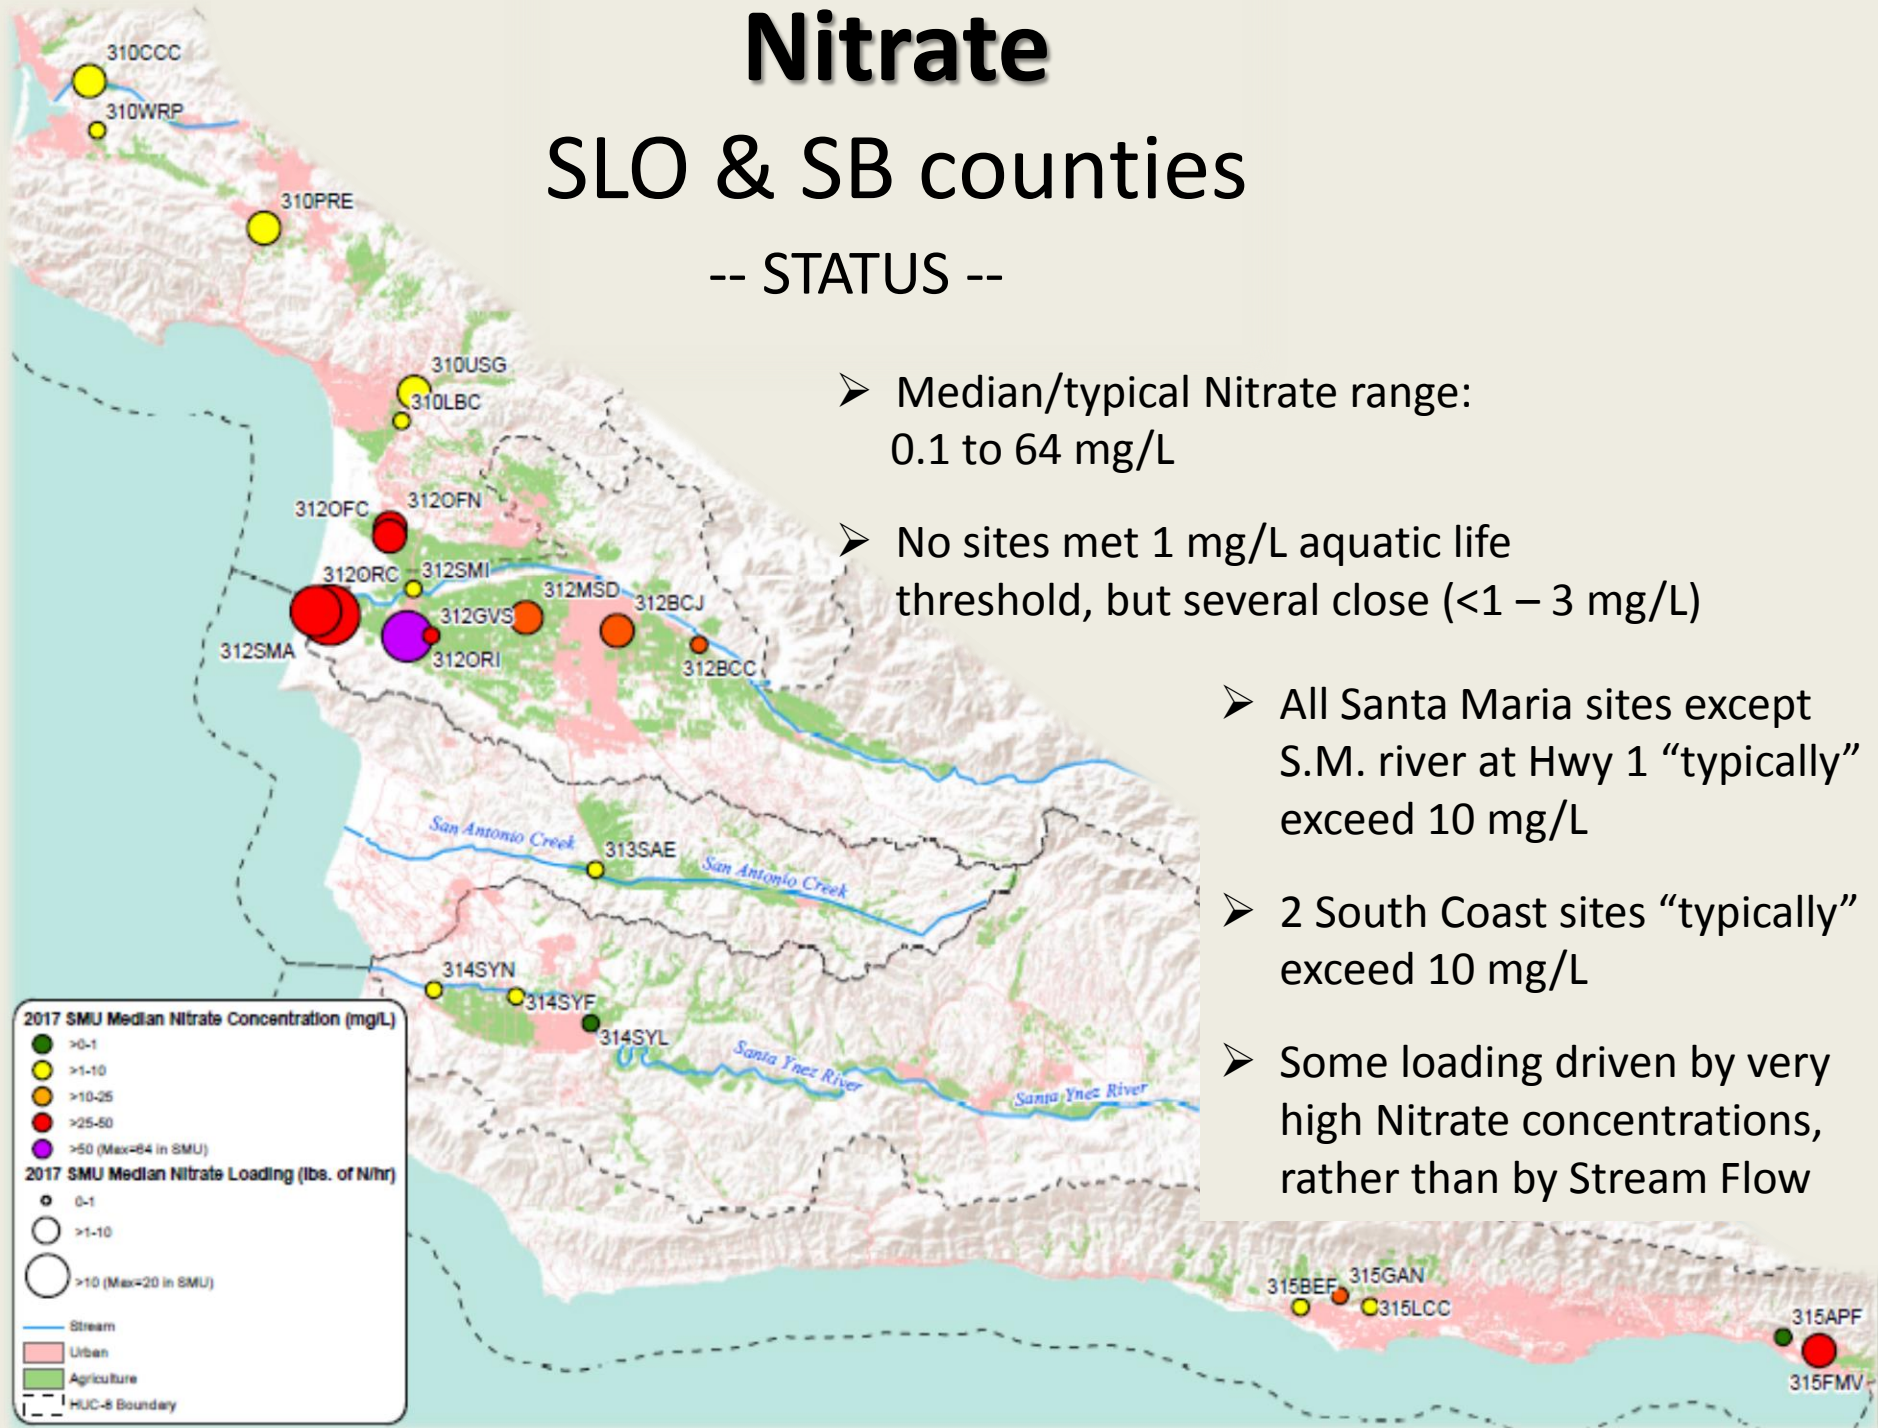 Nitrate
SLO & SB counties
-- STATUS --
➢ Median/typical Nitrate range:
0.1 to 64 mg/L
➢ No sites met 1 mg/L aquatic life
threshold, but several close (<1 – 3 mg/L)
➢ All Santa Maria sites except
S.M. river at Hwy 1 “typically”
exceed 10 mg/L
➢ 2 South Coast sites “typically”
exceed 10 mg/L
➢ Some loading driven by very
high Nitrate concentrations,
rather than by Stream Flow
310CCC
310WRP
310PRE
310USG
310LBC
312OFC
312OFN
312ORC
312SMI
312MSD
312BCJ
312GVS
312SMA
312ORI
312BCC
San Antonio Creek
313SAE
San Antonio Creek
314SYN
314SYF
314SYL
Santa Ynez River
Santa Ynez River
315BEF
315GAN
315LCC
315APF
315FMV
2017 SMU Median Nitrate Concentration (mg/L)
>0-1
>1-10
>10-25
>25-50
>50 (Max=64 in SMU)
2017 SMU Median Nitrate Loading (lbs. of N/hr)
0-1
>1-10
>10 (Max=20 in SMU)
Stream
Urban
Agriculture
HUC-8 Boundary